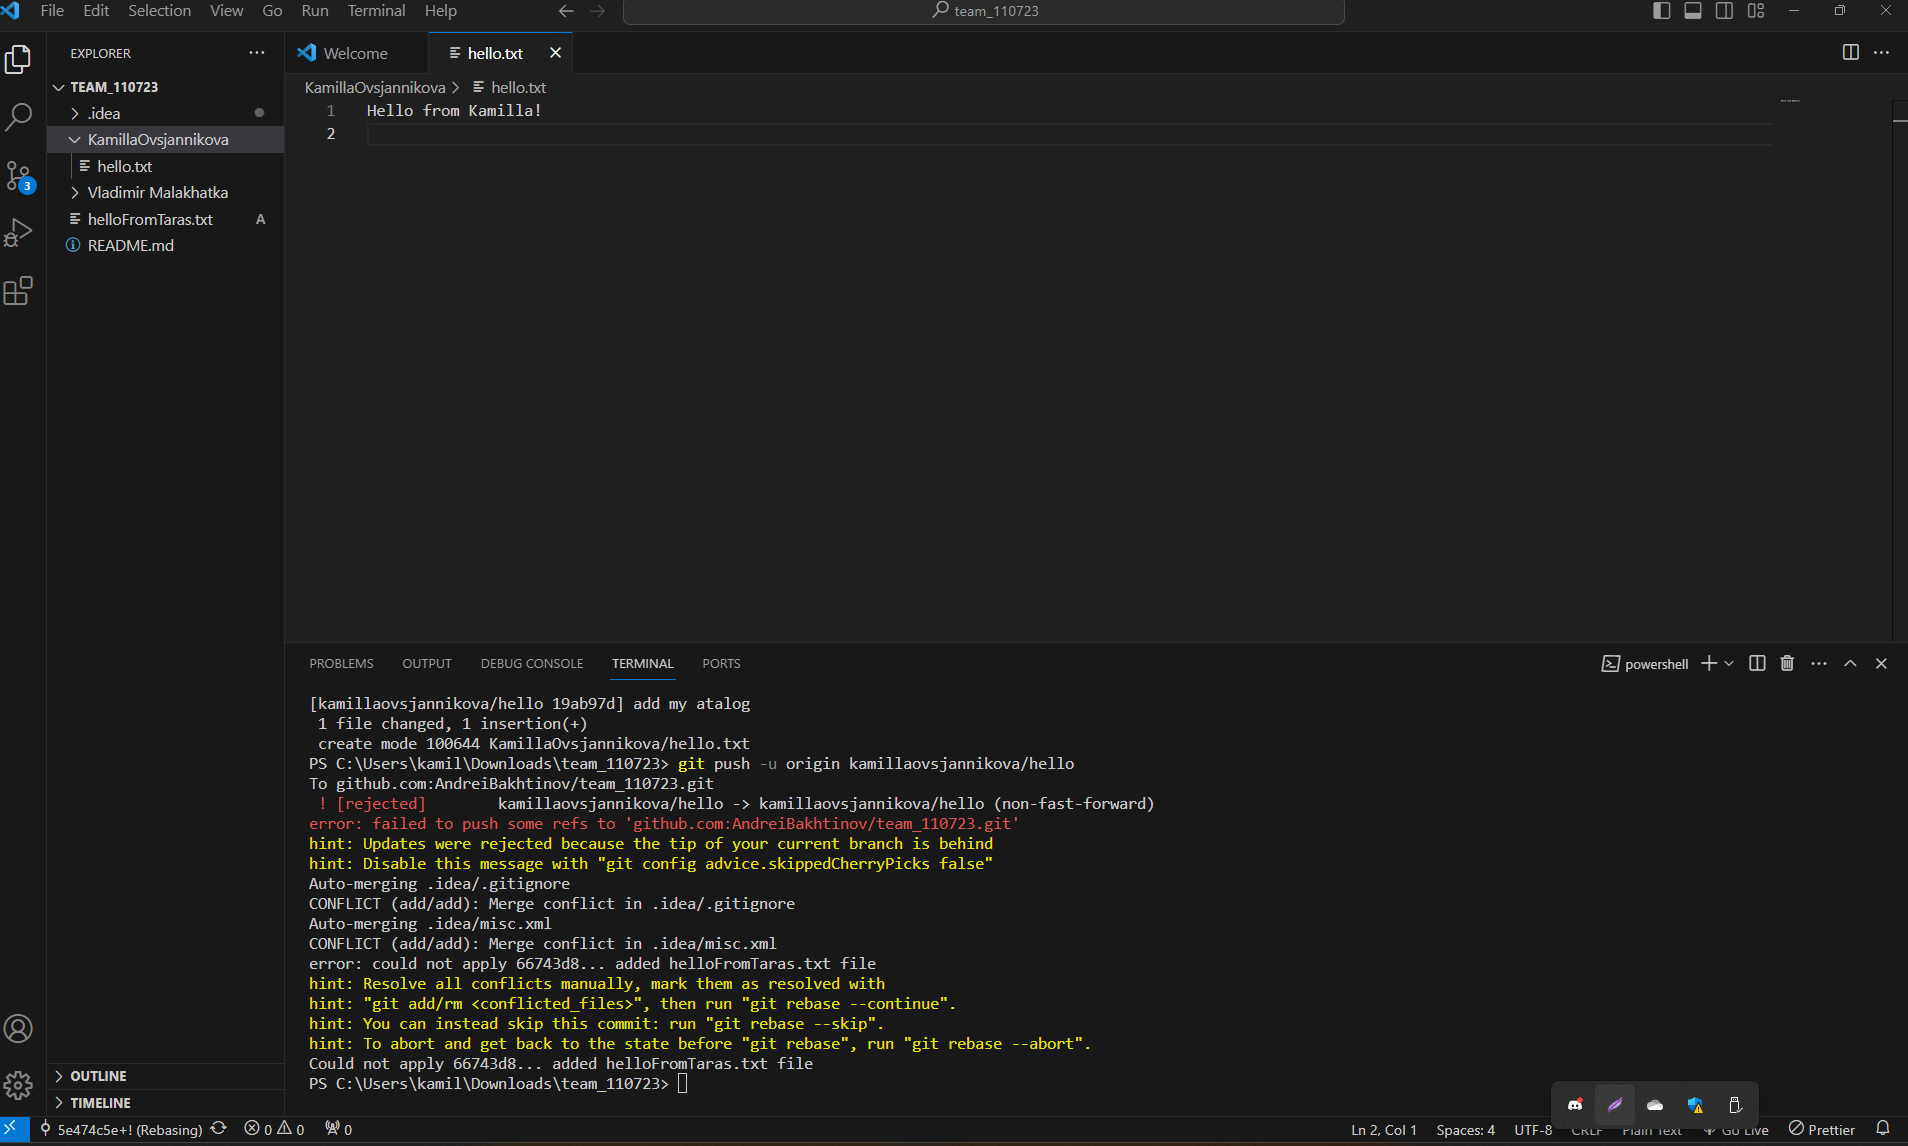 File Edit Selection View Go Run Terminal Help
team_110723
EXPLORER
TEAM_110723
.idea
KamillaOvsjannikova
hello.txt
Vladimir Malakhatka
helloFromTaras.txt A
README.md
OUTLINE
TIMELINE
3
Welcome
hello.txt
KamillaOvsjannikova > hello.txt
1 Hello from Kamilla!
2
PROBLEMS OUTPUT DEBUG CONSOLE TERMINAL PORTS
powershell
[kamillaovsjannikova/hello 19ab97d] add my atalog
1 file changed, 1 insertion(+)
create mode 100644 KamillaOvsjannikova/hello.txt
PS C:\Users\kamil\Downloads\team_110723> git push -u origin kamillaovsjannikova/hello
To github.com:AndreiBakhtinov/team_110723.git
! [rejected] kamillaovsjannikova/hello -> kamillaovsjannikova/hello (non-fast-forward)
error: failed to push some refs to 'github.com:AndreiBakhtinov/team_110723.git'
hint: Updates were rejected because the tip of your current branch is behind
hint: Disable this message with "git config advice.skippedCherryPicks false"
Auto-merging .idea/.gitignore
CONFLICT (add/add): Merge conflict in .idea/.gitignore
Auto-merging .idea/misc.xml
CONFLICT (add/add): Merge conflict in .idea/misc.xml
error: could not apply 66743d8... added helloFromTaras.txt file
hint: Resolve all conflicts manually, mark them as resolved with
hint: "git add/rm <conflicted_files>", then run "git rebase --continue".
hint: You can instead skip this commit: run "git rebase --skip".
hint: To abort and get back to the state before "git rebase", run "git rebase --abort".
Could not apply 66743d8... added helloFromTaras.txt file
PS C:\Users\kamil\Downloads\team_110723>
5e474c5e+! (Rebasing) 0 0 0 Ln 2, Col 1 Spaces: 4 UTF-8 CRLF Plain Text Go Live Prettier